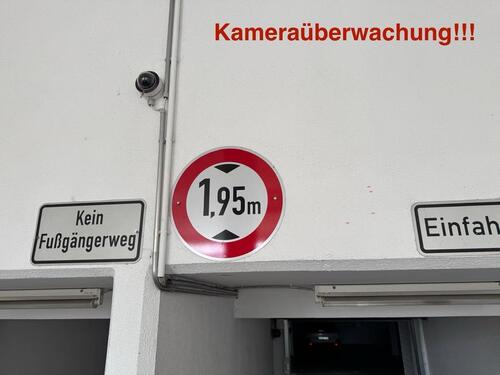 Kameraüberwachung!!!
1,95m
Kein
Fußgängerweg
Einfah